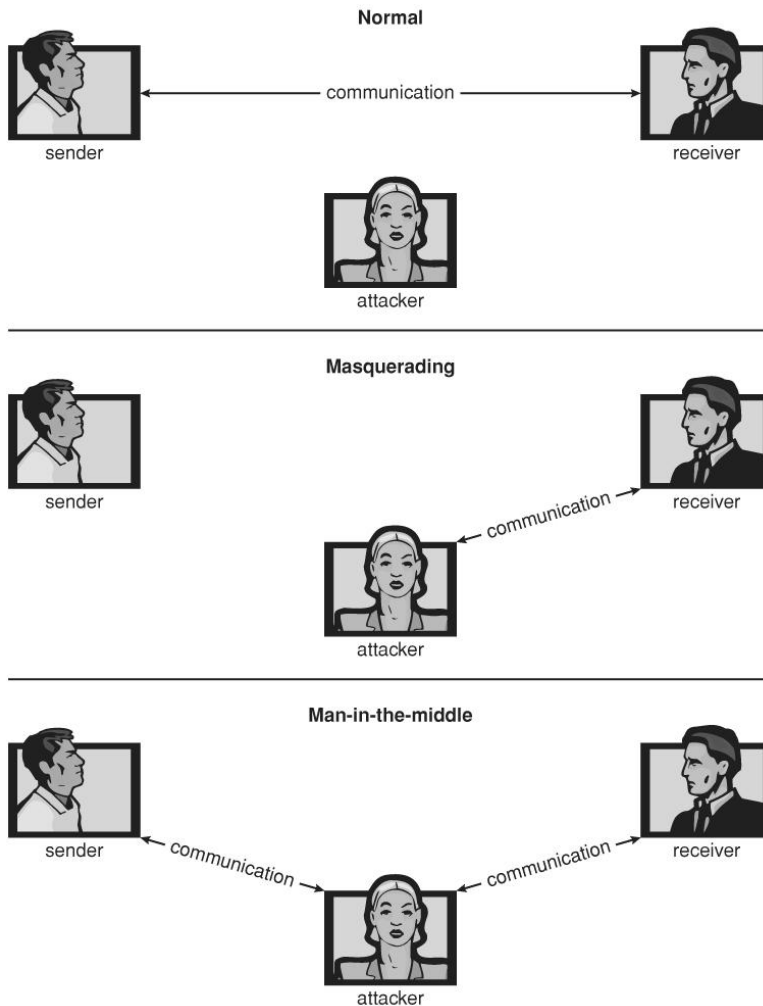 Normal
communication
sender
receiver
attacker
Masquerading
sender
receiver
communication
attacker
Man-in-the-middle
sender
receiver
communication
communication
attacker